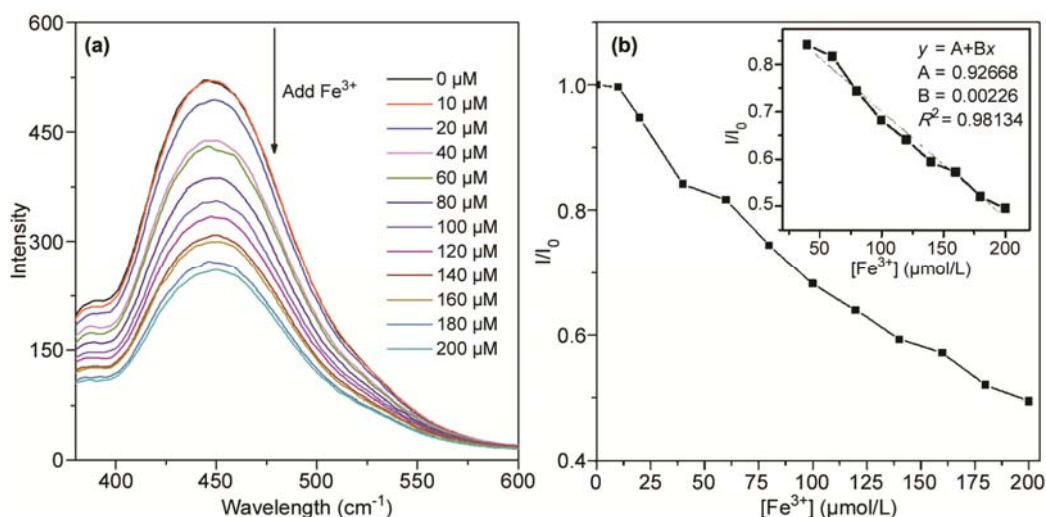 (a)
600
450
300
150
0
Intensity
400
450
500
550
600
Wavelength (cm⁻¹)
Add Fe³⁺
0 µM
10 µM
20 µM
40 µM
60 µM
80 µM
100 µM
120 µM
140 µM
160 µM
180 µM
200 µM
(b)
1.0
0.8
0.6
0.4
I/I₀
0
25
50
75
100
125
150
175
200
[Fe³⁺] (µmol/L)
0.8
0.7
0.6
0.5
I/I₀
50
100
150
200
[Fe³⁺] (µmol/L)
y = A+Bx
A = 0.92668
B = 0.00226
R² = 0.98134